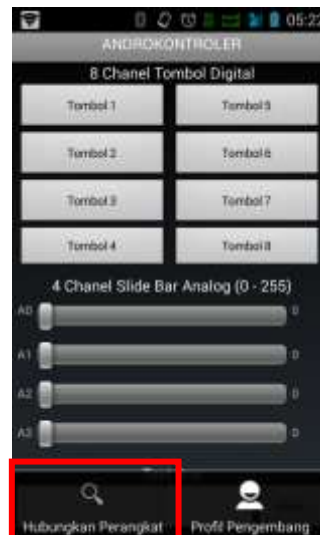 05:22
ANDROKONTROLER
8 Chanel Tombol Digital
Tombol 1 Tombol 5
Tombol 2 Tombol 6
Tombol 3 Tombol 7
Tombol 4 Tombol 8
4 Chanel Slide Bar Analog (0 - 255)
A0 0
A1 0
A2 0
A3 0
Hubungkan Perangkat Profil Pengembang